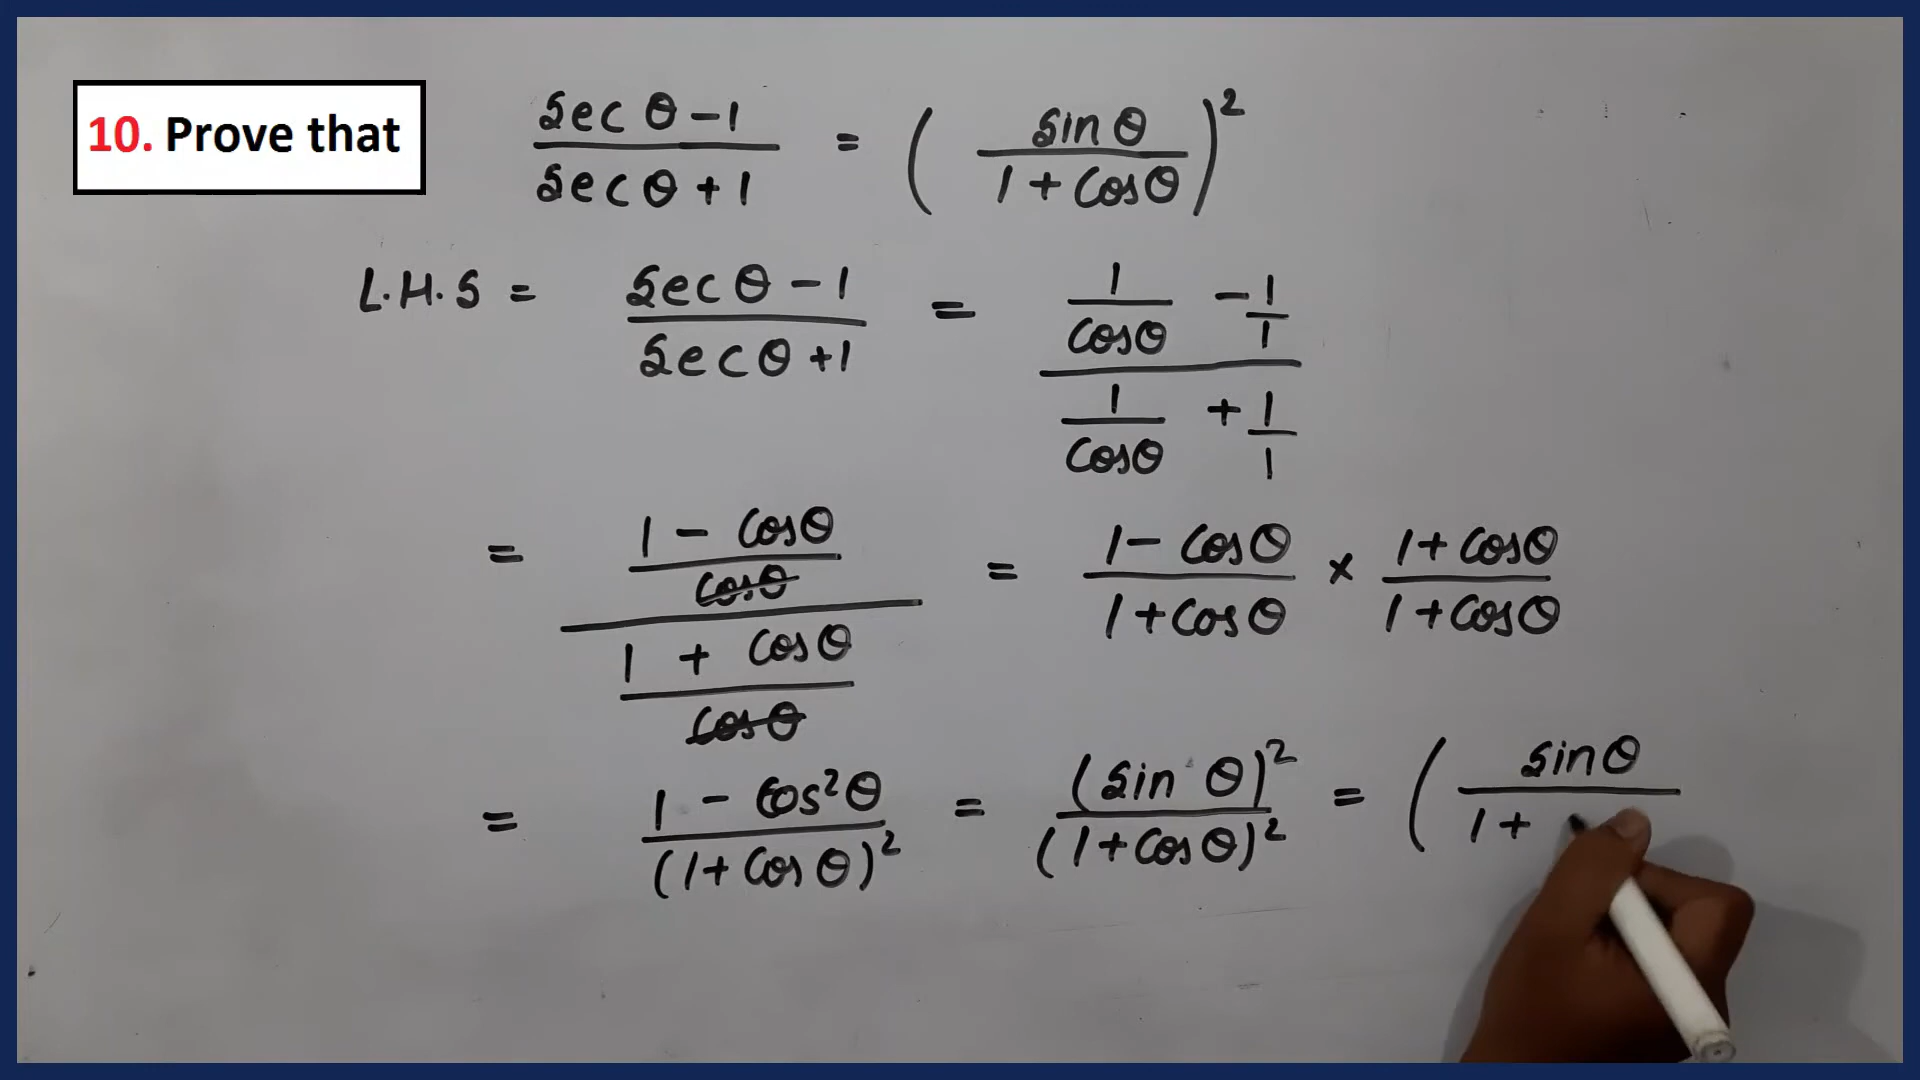 10. Prove that (sec θ - 1)/(sec θ + 1) = (sin θ/(1 + cos θ))²
L.H.S = (sec θ - 1)/(sec θ + 1) = (1/cos θ - 1/1)/(1/cos θ + 1/1)
= ((1 - cos θ)/cos θ)/((1 + cos θ)/cos θ) = (1 - cos θ)/(1 + cos θ) × (1 + cos θ)/(1 + cos θ)
= (1 - cos²θ)/(1 + cos θ)² = (sin θ)²/(1 + cos θ)² = (sin θ/1 +